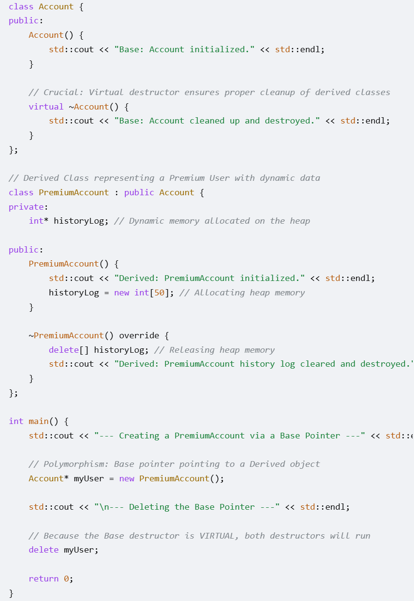 class Account {
public:
    Account() {
        std::cout << "Base: Account initialized." << std::endl;
    }

    // Crucial: Virtual destructor ensures proper cleanup of derived classes
    virtual ~Account() {
        std::cout << "Base: Account cleaned up and destroyed." << std::endl;
    }
};

// Derived Class representing a Premium User with dynamic data
class PremiumAccount : public Account {
private:
    int* historyLog; // Dynamic memory allocated on the heap

public:
    PremiumAccount() {
        std::cout << "Derived: PremiumAccount initialized." << std::endl;
        historyLog = new int[50]; // Allocating heap memory
    }

    ~PremiumAccount() override {
        delete[] historyLog; // Releasing heap memory
        std::cout << "Derived: PremiumAccount history log cleared and destroyed."
    }
};

int main() {
    std::cout << "--- Creating a PremiumAccount via a Base Pointer ---" << std::

    // Polymorphism: Base pointer pointing to a Derived object
    Account* myUser = new PremiumAccount();

    std::cout << "\n--- Deleting the Base Pointer ---" << std::endl;

    // Because the Base destructor is VIRTUAL, both destructors will run
    delete myUser;

    return 0;
}